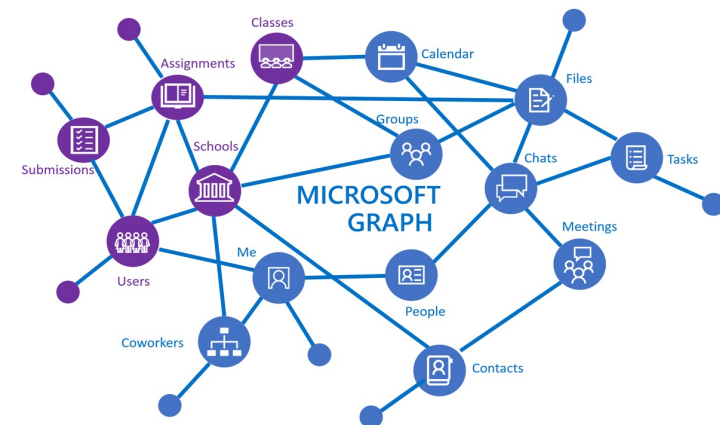 Classes
Calendar
Assignments
Files
Groups
Schools
Chats
Tasks
Submissions
MICROSOFT
GRAPH
Meetings
Me
Users
People
Coworkers
Contacts